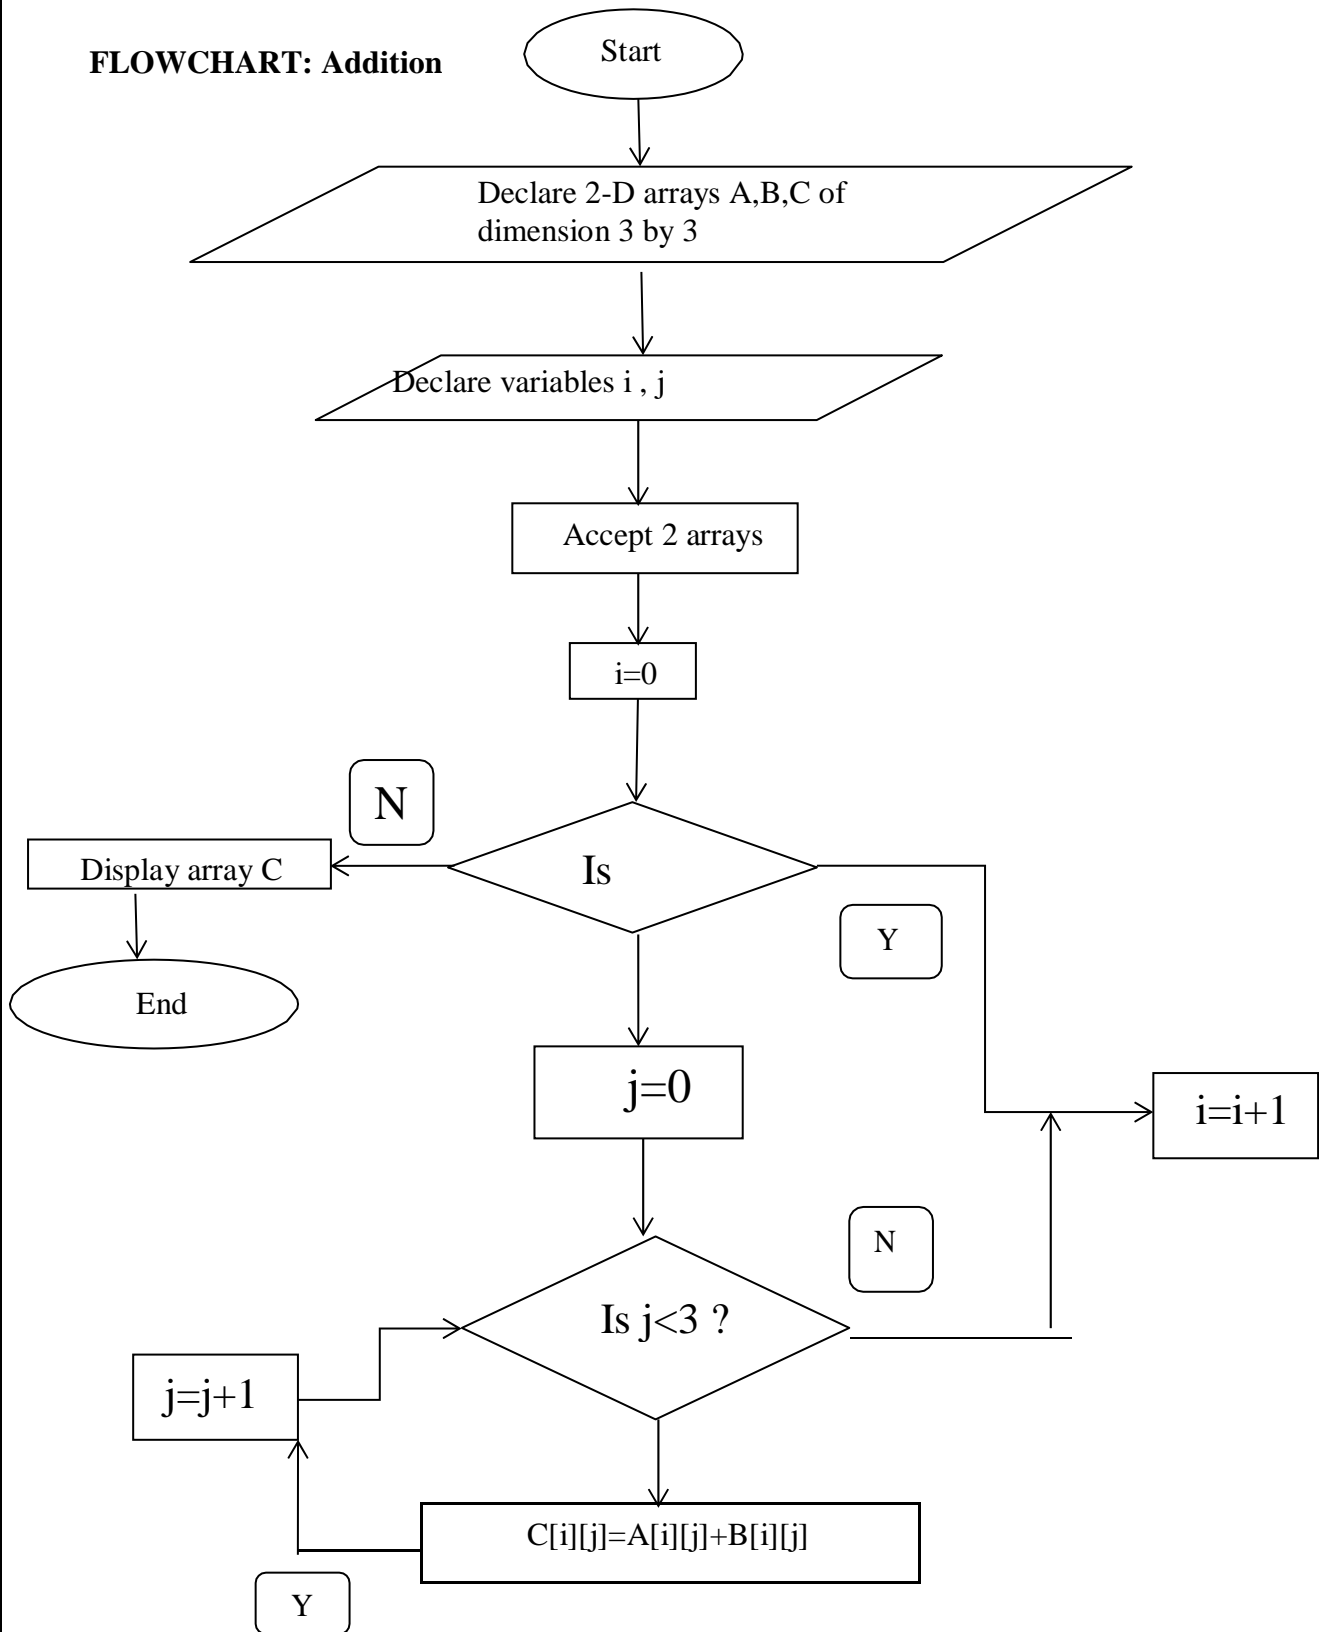 FLOWCHART: Addition
Start
Declare 2-D arrays A,B,C of
dimension 3 by 3
Declare variables i , j
Accept 2 arrays
i=0
N
Is
Display array C
Y
End
j=0
i=i+1
N
Is j<3 ?
j=j+1
C[i][j]=A[i][j]+B[i][j]
Y